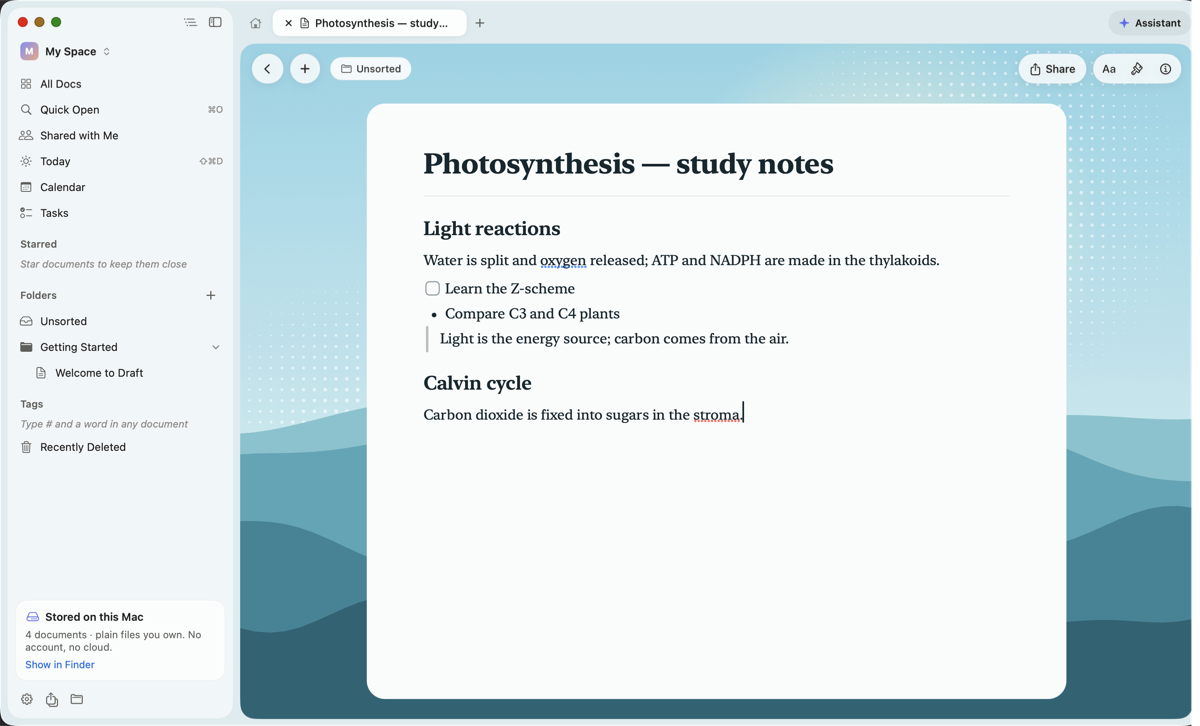 Photosynthesis — study...
Assistant
M My Space
All Docs
Quick Open ⌘O
Shared with Me
Today ⇧⌘D
Calendar
Tasks
Starred
Star documents to keep them close
Folders
Unsorted
Getting Started
Welcome to Draft
Tags
Type # and a word in any document
Recently Deleted
Stored on this Mac
4 documents · plain files you own. No
account, no cloud.
Show in Finder
Unsorted
Share
Aa
Photosynthesis — study notes
Light reactions
Water is split and oxygen released; ATP and NADPH are made in the thylakoids.
Learn the Z-scheme
• Compare C3 and C4 plants
Light is the energy source; carbon comes from the air.
Calvin cycle
Carbon dioxide is fixed into sugars in the stroma.